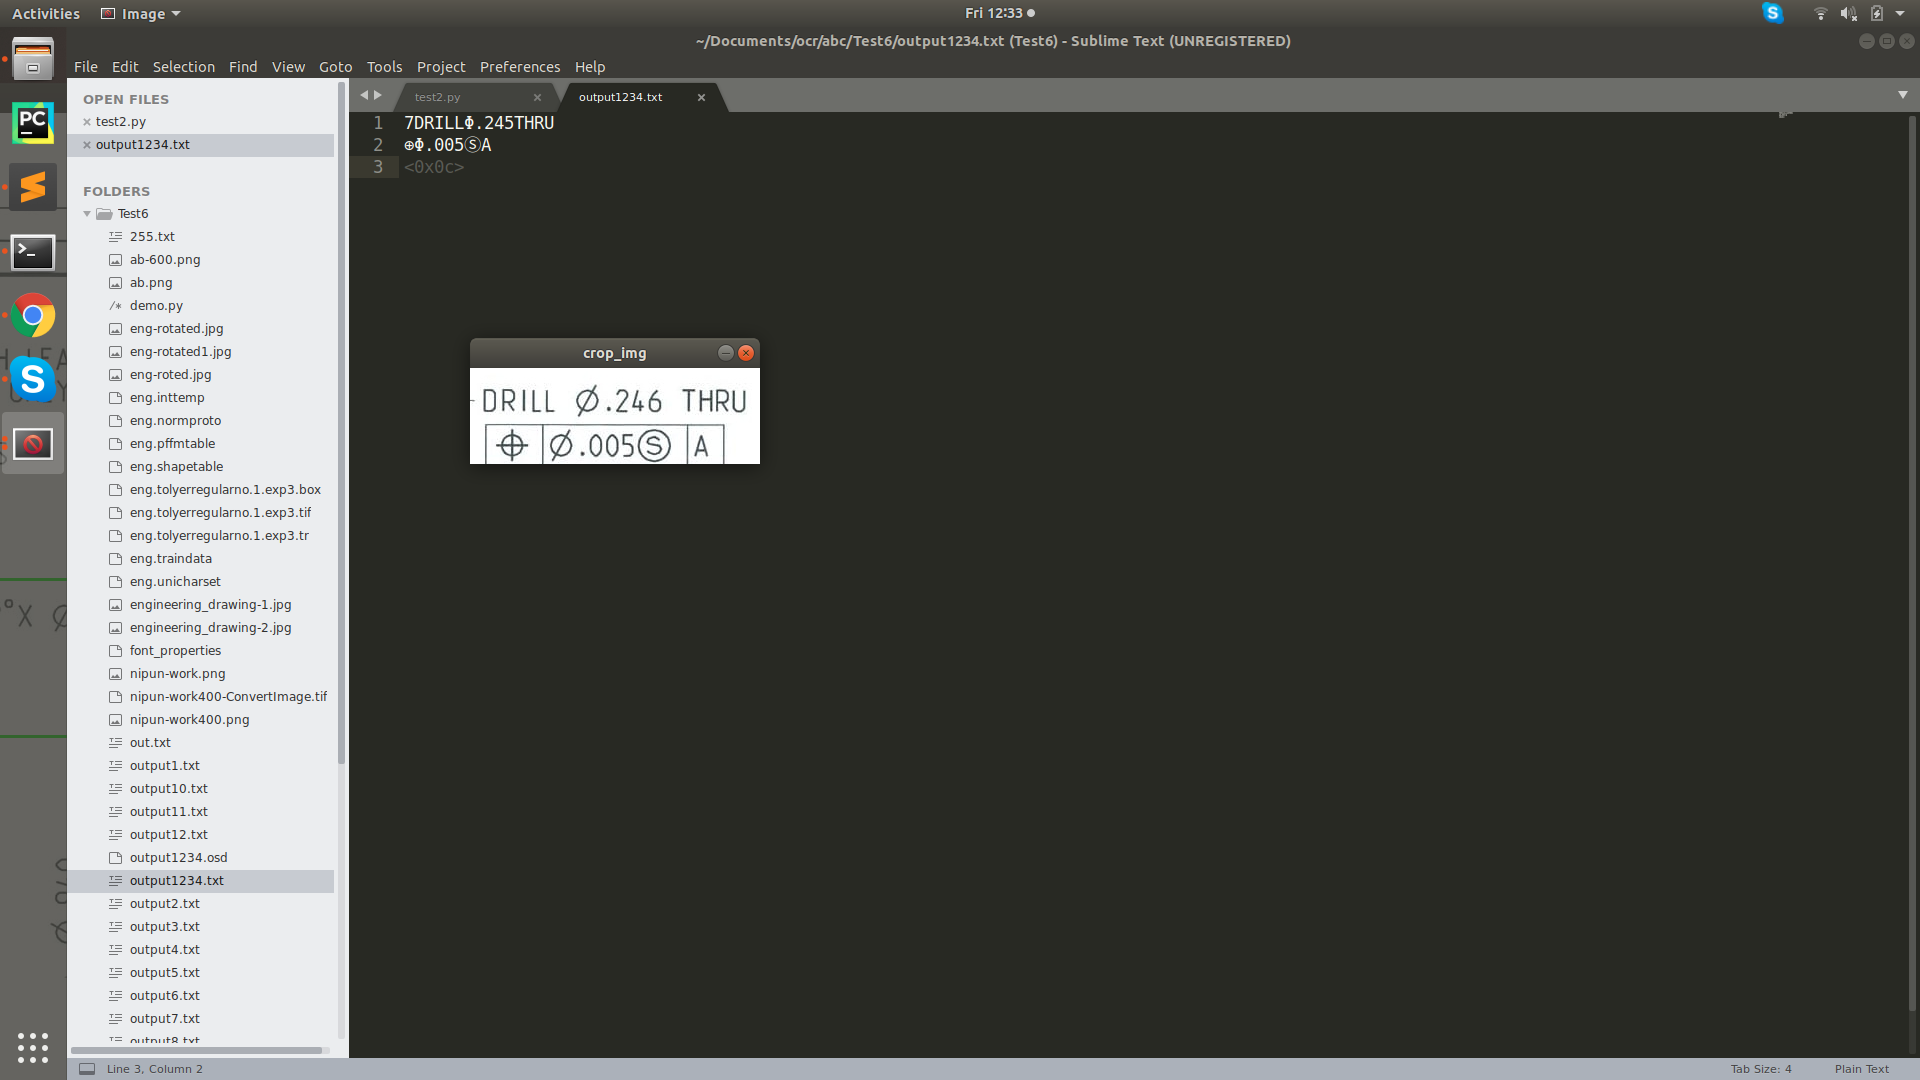 Activities Image Fri 12:33
~/Documents/ocr/abc/Test6/output1234.txt (Test6) - Sublime Text (UNREGISTERED)
File Edit Selection Find View Goto Tools Project Preferences Help
OPEN FILES
test2.py
output1234.txt
FOLDERS
Test6
255.txt
ab-600.png
ab.png
demo.py
eng-rotated.jpg
eng-rotated1.jpg
eng-roted.jpg
eng.inttemp
eng.normproto
eng.pffmtable
eng.shapetable
eng.tolyerregularno.1.exp3.box
eng.tolyerregularno.1.exp3.tif
eng.tolyerregularno.1.exp3.tr
eng.traindata
eng.unicharset
engineering_drawing-1.jpg
engineering_drawing-2.jpg
font_properties
nipun-work.png
nipun-work400-ConvertImage.tif
nipun-work400.png
out.txt
output1.txt
output10.txt
output11.txt
output12.txt
output1234.osd
output1234.txt
output2.txt
output3.txt
output4.txt
output5.txt
output6.txt
output7.txt
output8.txt
test2.py output1234.txt
1 7DRILLΦ.245THRU
2 ⊕Φ.005ⓈA
3 <0x0c>
crop_img
DRILL Ø.246 THRU
⌖ Ø.005Ⓢ A
Line 3, Column 2 Tab Size: 4 Plain Text